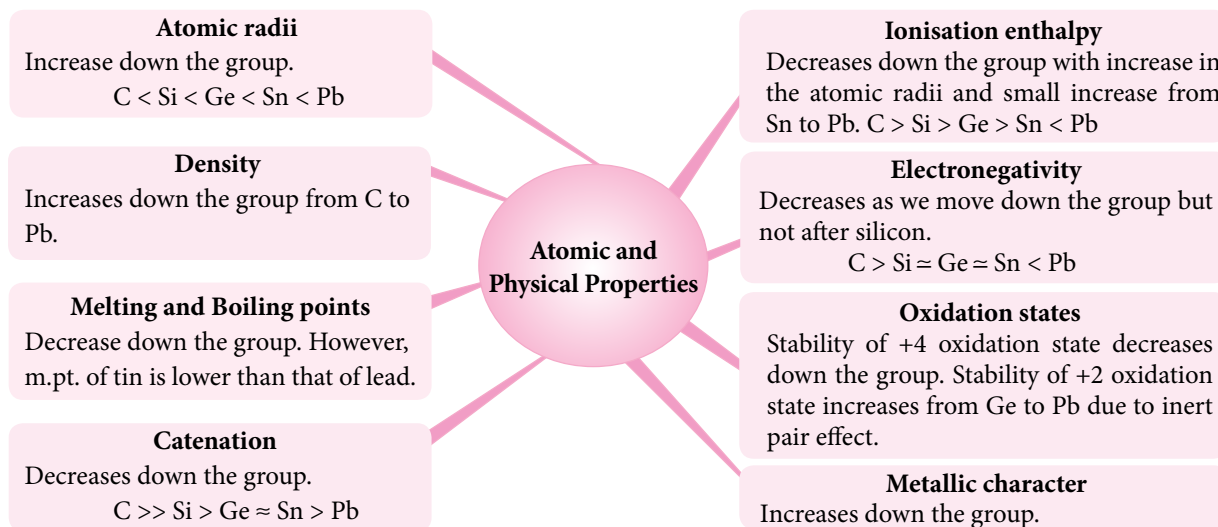 Atomic radii
Increase down the group.
C < Si < Ge < Sn < Pb
Density
Increases down the group from C to
Pb.
Melting and Boiling points
Decrease down the group. However,
m.pt. of tin is lower than that of lead.
Catenation
Decreases down the group.
C >> Si > Ge ≈ Sn > Pb
Atomic and
Physical Properties
Ionisation enthalpy
Decreases down the group with increase in
the atomic radii and small increase from
Sn to Pb. C > Si > Ge > Sn < Pb
Electronegativity
Decreases as we move down the group but
not after silicon.
C > Si ≃ Ge ≃ Sn < Pb
Oxidation states
Stability of +4 oxidation state decreases
down the group. Stability of +2 oxidation
state increases from Ge to Pb due to inert
pair effect.
Metallic character
Increases down the group.